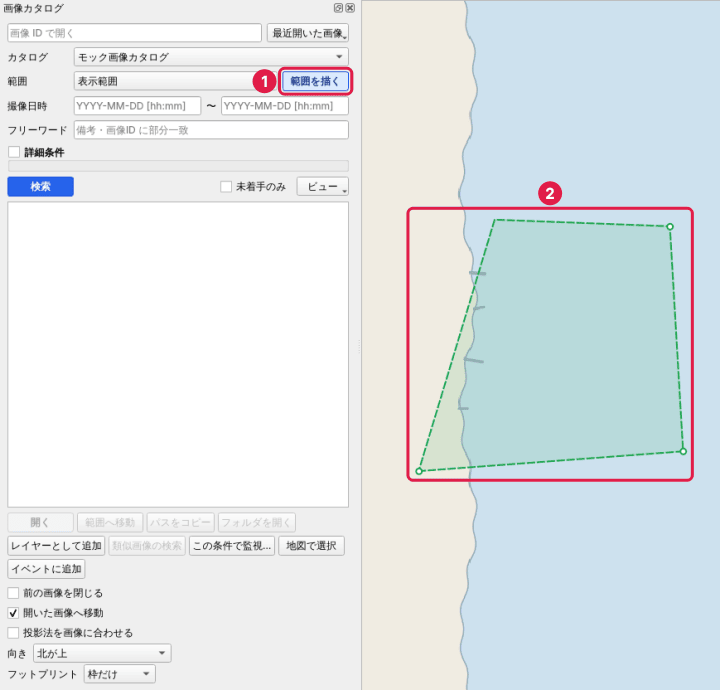 画像カタログ
画像 ID で開く
最近開いた画像
カタログ
モック画像カタログ
範囲
表示範囲
1
範囲を描く
撮像日時
YYYY-MM-DD [hh:mm]
～
YYYY-MM-DD [hh:mm]
フリーワード
備考・画像ID に部分一致
詳細条件
検索
未着手のみ
ビュー
2
開く
範囲へ移動
パスをコピー
フォルダを開く
レイヤーとして追加
類似画像の検索
この条件で監視...
地図で選択
イベントに追加
前の画像を閉じる
開いた画像へ移動
投影法を画像に合わせる
向き
北が上
フットプリント
枠だけ